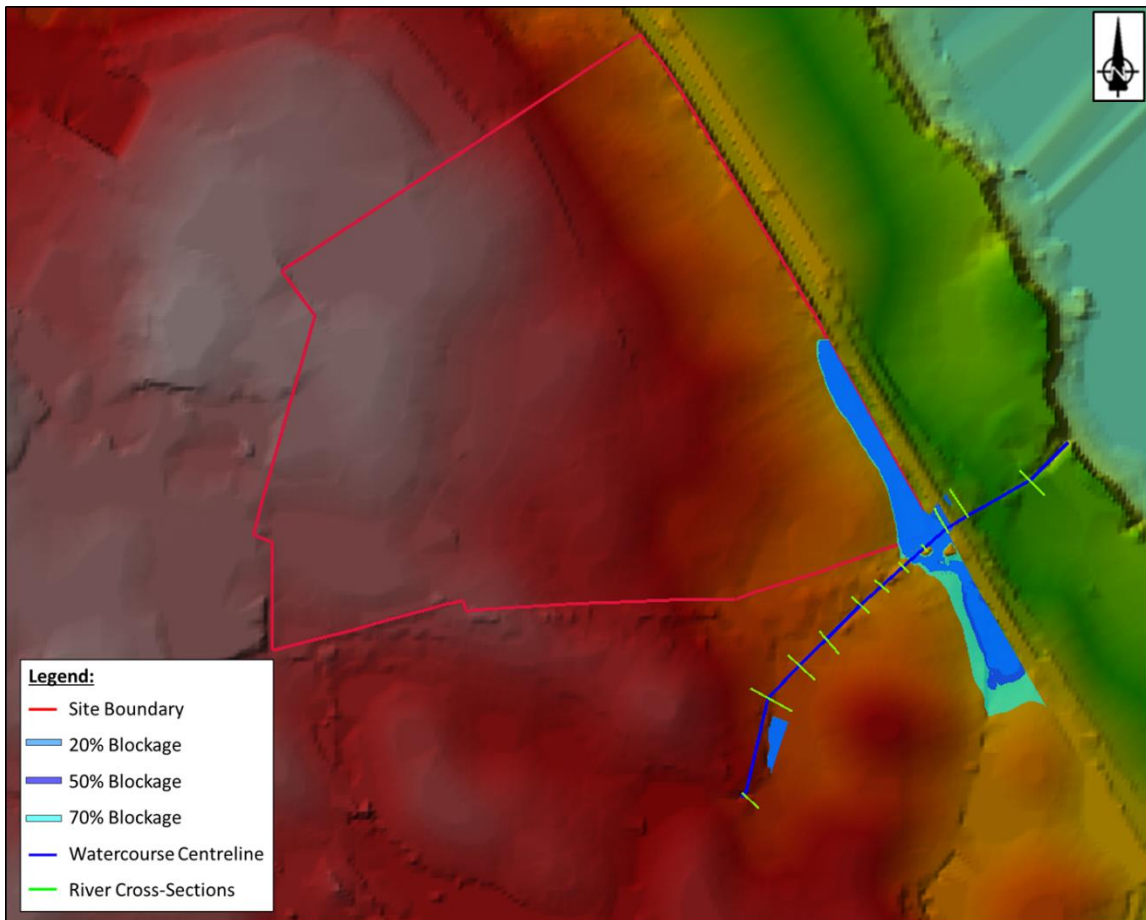 N
Legend:
Site Boundary
20% Blockage
50% Blockage
70% Blockage
Watercourse Centreline
River Cross-Sections